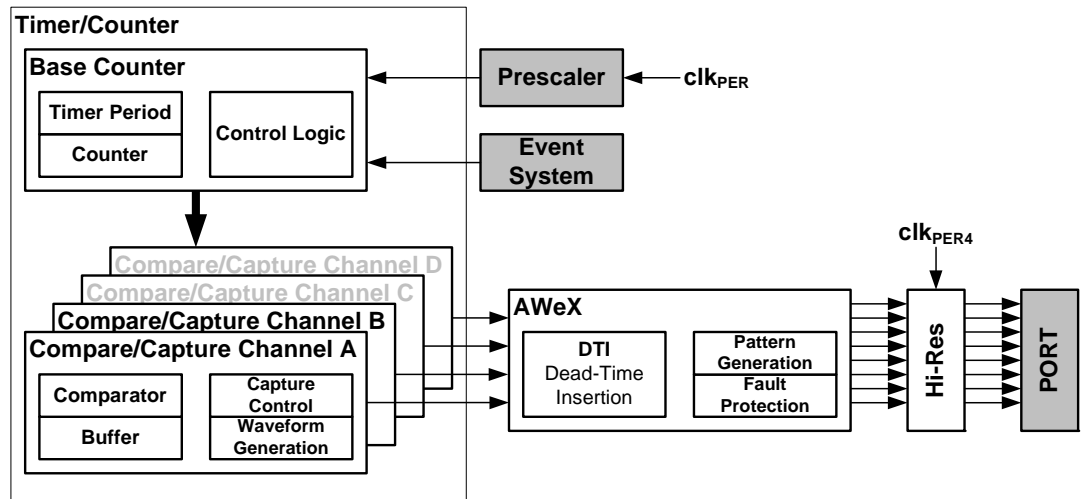 Timer/Counter
Base Counter
Timer Period
Counter
Control Logic
Prescaler
clkPER
Event
System
Compare/Capture Channel D
Compare/Capture Channel C
Compare/Capture Channel B
Compare/Capture Channel A
Comparator
Buffer
Capture
Control
Waveform
Generation
AWeX
DTI
Dead-Time
Insertion
Pattern
Generation
Fault
Protection
clkPER4
Hi-Res
PORT